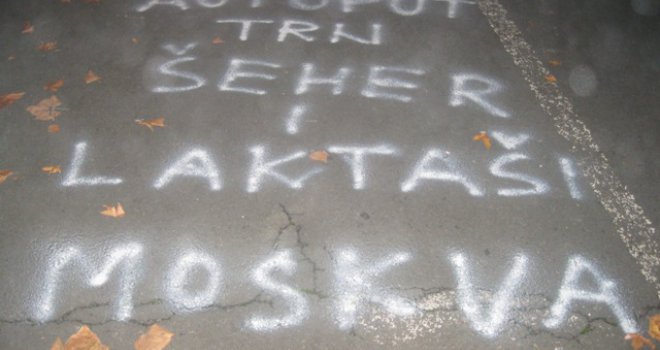 AUTOPUT
TRN
ŠEHER
I
LAKTAŠI
MOSKVA